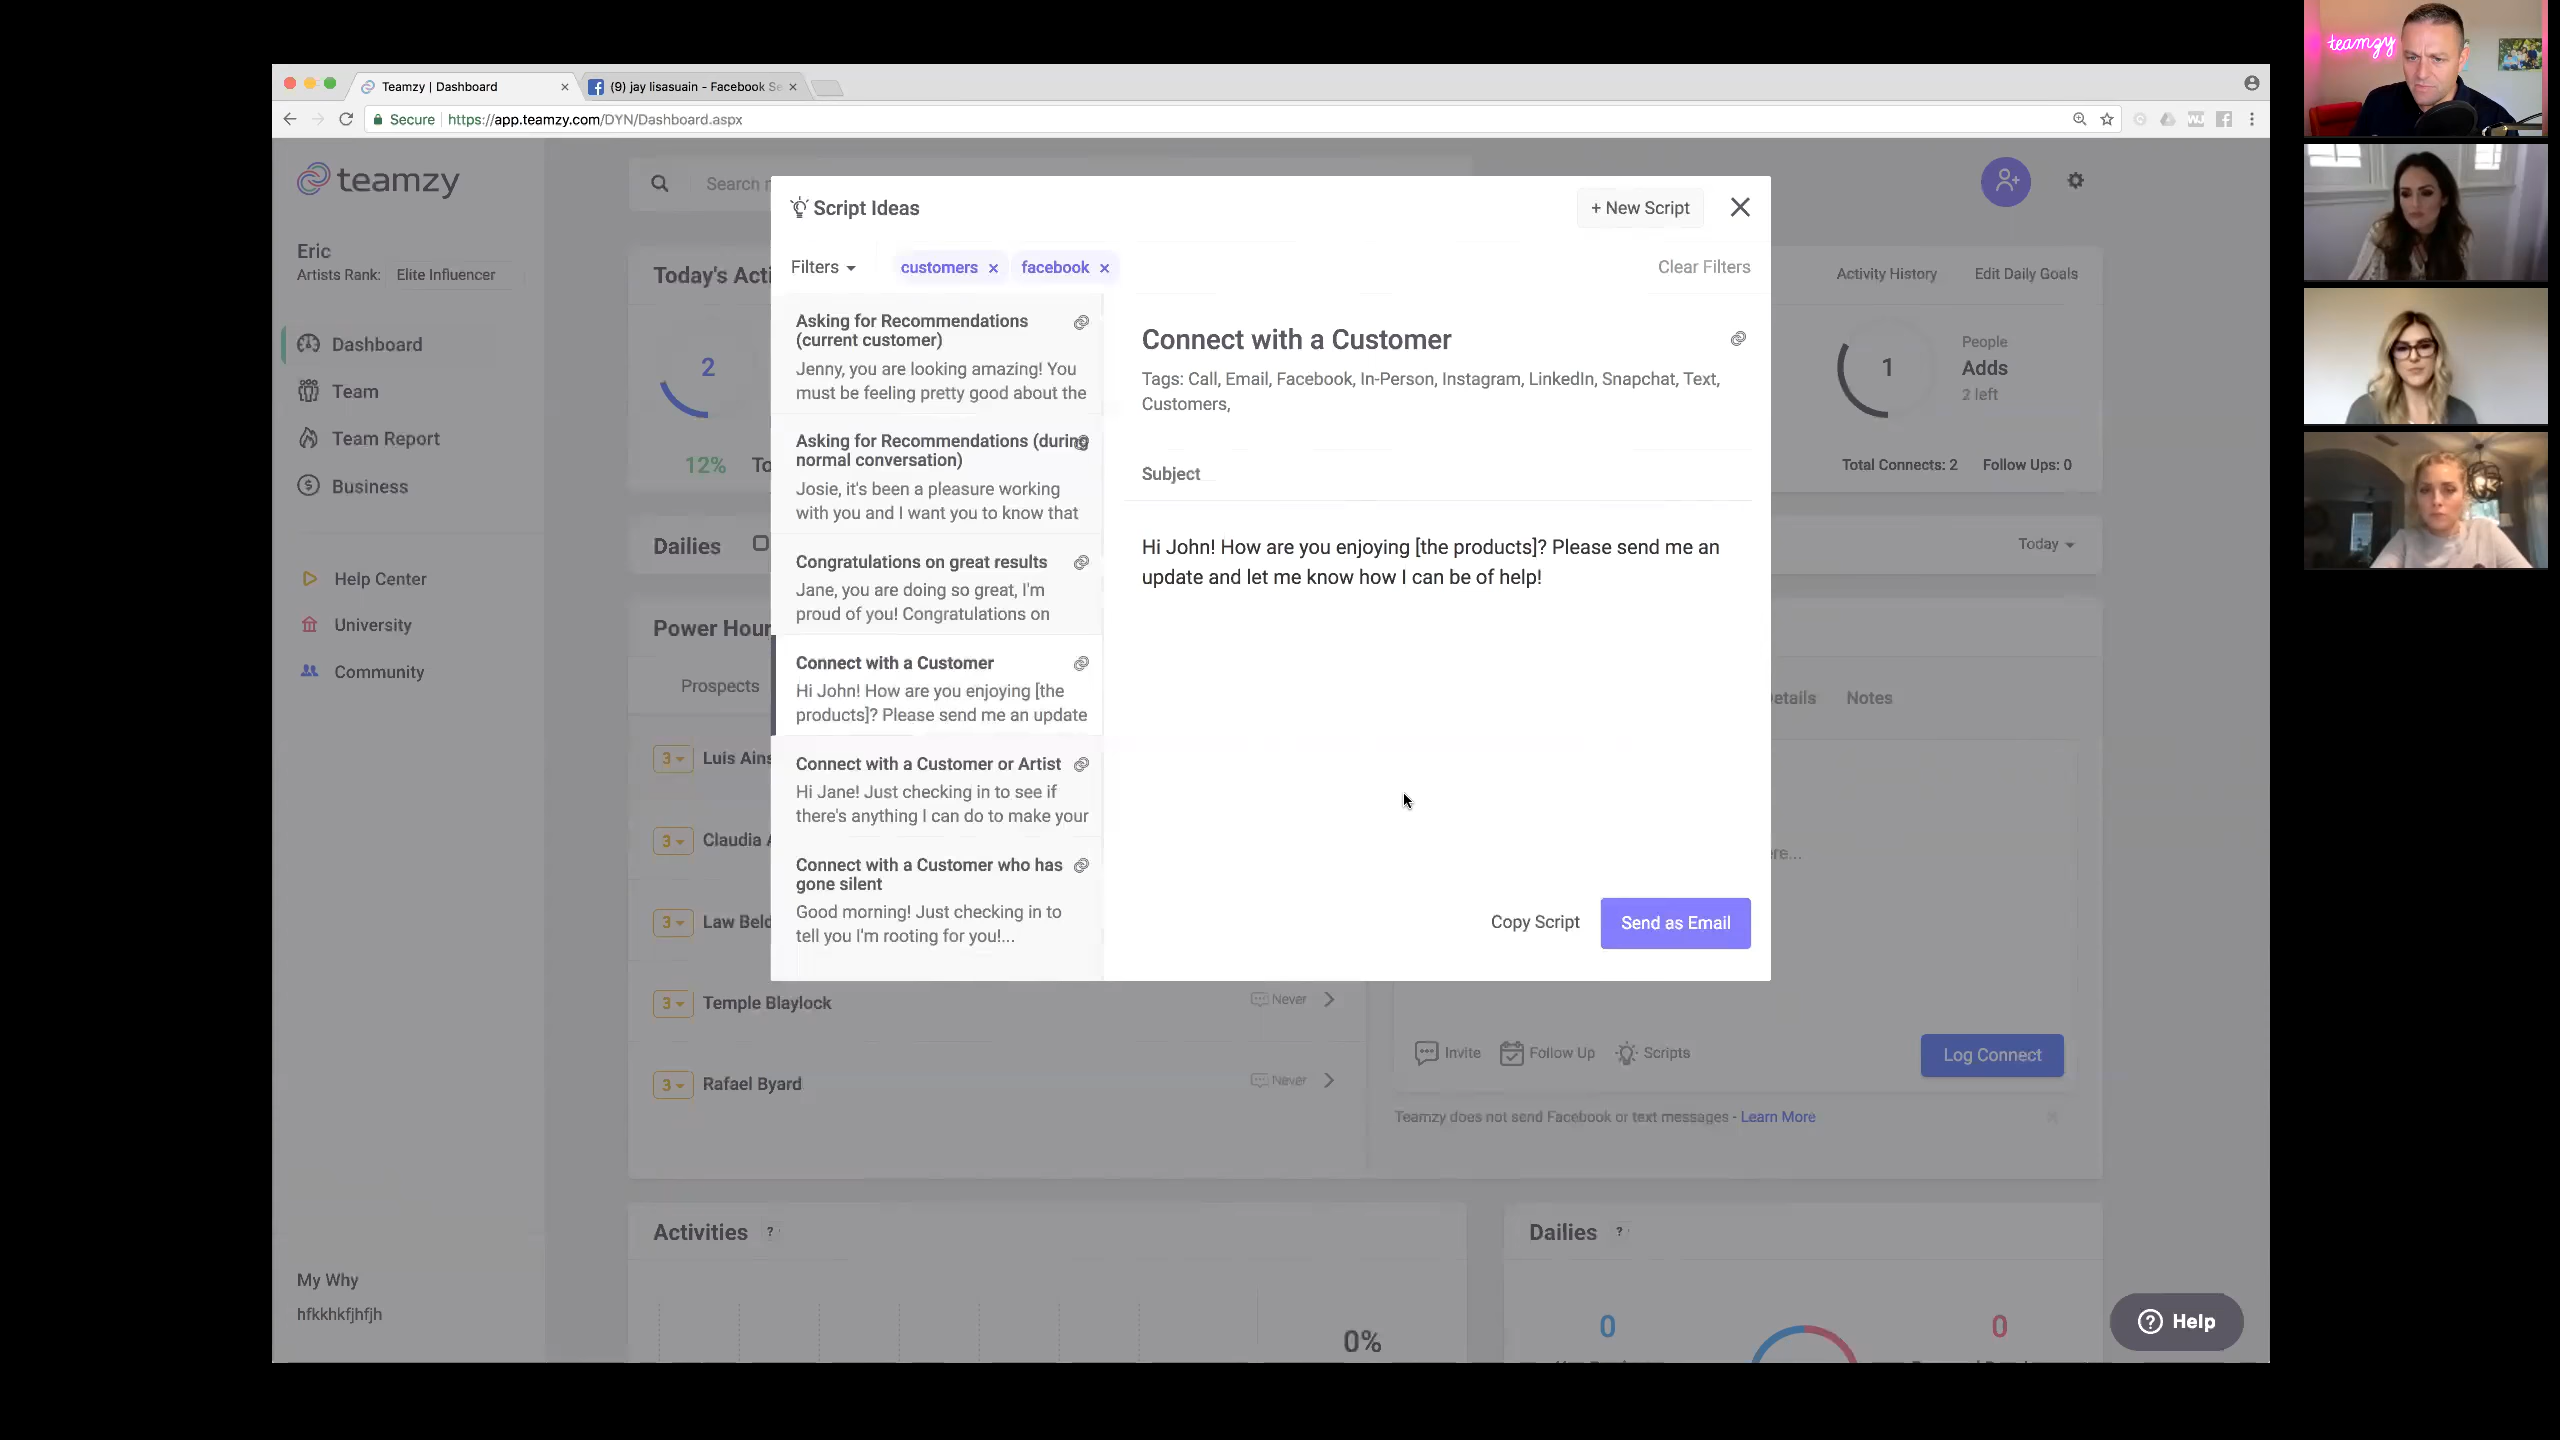 Teamzy | Dashboard
(9) jay lisasuain - Facebook Se
Secure
https://app.teamzy.com/DYN/Dashboard.aspx
teamzy
teamzy
Search
Eric
Artists Rank: Elite Influencer
Dashboard
Team
Team Report
Business
Help Center
University
Community
My Why
hfkkhkfjhfjh
Today's Acti
2
12%
To
Activity History
Edit Daily Goals
1
People
Adds
2 left
Total Connects: 2
Follow Ups: 0
Dailies
Today
Power Hour
Prospects
etails
Notes
3 Luis Ains
3 Claudia A
3 Law Beld
3 Temple Blaylock
Never
3 Rafael Byard
Never
re...
Invite
Follow Up
Scripts
Log Connect
Teamzy does not send Facebook or text messages - Learn More
Script Ideas
+ New Script
Filters
customers ×
facebook ×
Clear Filters
Asking for Recommendations
(current customer)
Jenny, you are looking amazing! You
must be feeling pretty good about the
Asking for Recommendations (during
normal conversation)
Josie, it's been a pleasure working
with you and I want you to know that
Congratulations on great results
Jane, you are doing so great, I'm
proud of you! Congratulations on
Connect with a Customer
Hi John! How are you enjoying [the
products]? Please send me an update
Connect with a Customer or Artist
Hi Jane! Just checking in to see if
there's anything I can do to make your
Connect with a Customer who has
gone silent
Good morning! Just checking in to
tell you I'm rooting for you!...
Connect with a Customer
Tags: Call, Email, Facebook, In-Person, Instagram, LinkedIn, Snapchat, Text,
Customers,
Subject
Hi John! How are you enjoying [the products]? Please send me an
update and let me know how I can be of help!
Copy Script
Send as Email
Activities ?
0%
Dailies ?
0
0
? Help